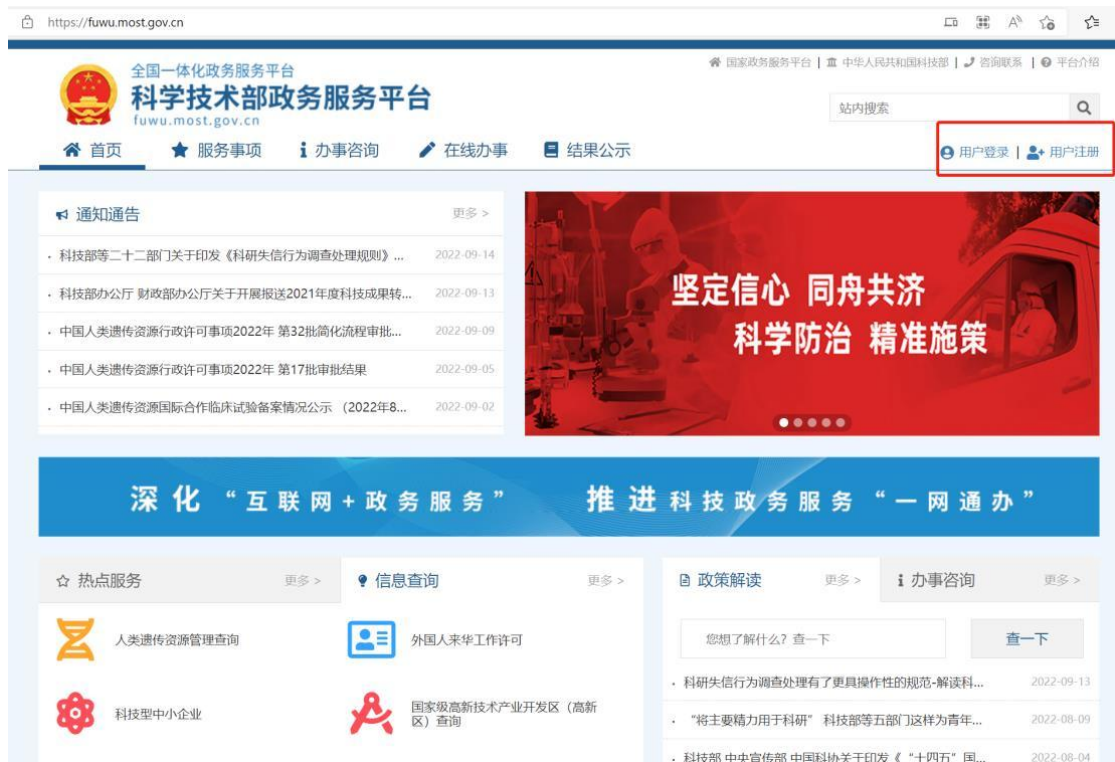 https://fuwu.most.gov.cn
国家政务服务平台 | 中华人民共和国科技部 | 咨询联系 | 平台介绍
全国一体化政务服务平台
科学技术部政务服务平台
fuwu.most.gov.cn
站内搜索
首页 服务事项 办事咨询 在线办事 结果公示
用户登录 | 用户注册
通知通告 更多 >
· 科技部等二十二部门关于印发《科研失信行为调查处理规则》... 2022-09-14
· 科技部办公厅 财政部办公厅关于开展报送2021年度科技成果转... 2022-09-13
· 中国人类遗传资源行政许可事项2022年 第32批简化流程审批... 2022-09-09
· 中国人类遗传资源行政许可事项2022年 第17批审批结果 2022-09-05
· 中国人类遗传资源国际合作临床试验备案情况公示 （2022年8... 2022-09-02
坚定信心 同舟共济
科学防治 精准施策
深化“互联网+政务服务” 推进科技政务服务“一网通办”
热点服务 更多 > 信息查询 更多 >
人类遗传资源管理查询 外国人来华工作许可
科技型中小企业 国家级高新技术产业开发区（高新
区）查询
政策解读 更多 > 办事咨询 更多 >
您想了解什么？查一下 查一下
· 科研失信行为调查处理有了更具操作性的规范-解读科... 2022-09-13
· “将主要精力用于科研” 科技部等五部门这样为青年... 2022-08-09
· 科技部 中央宣传部 中国科协关于印发《“十四五”国... 2022-08-04